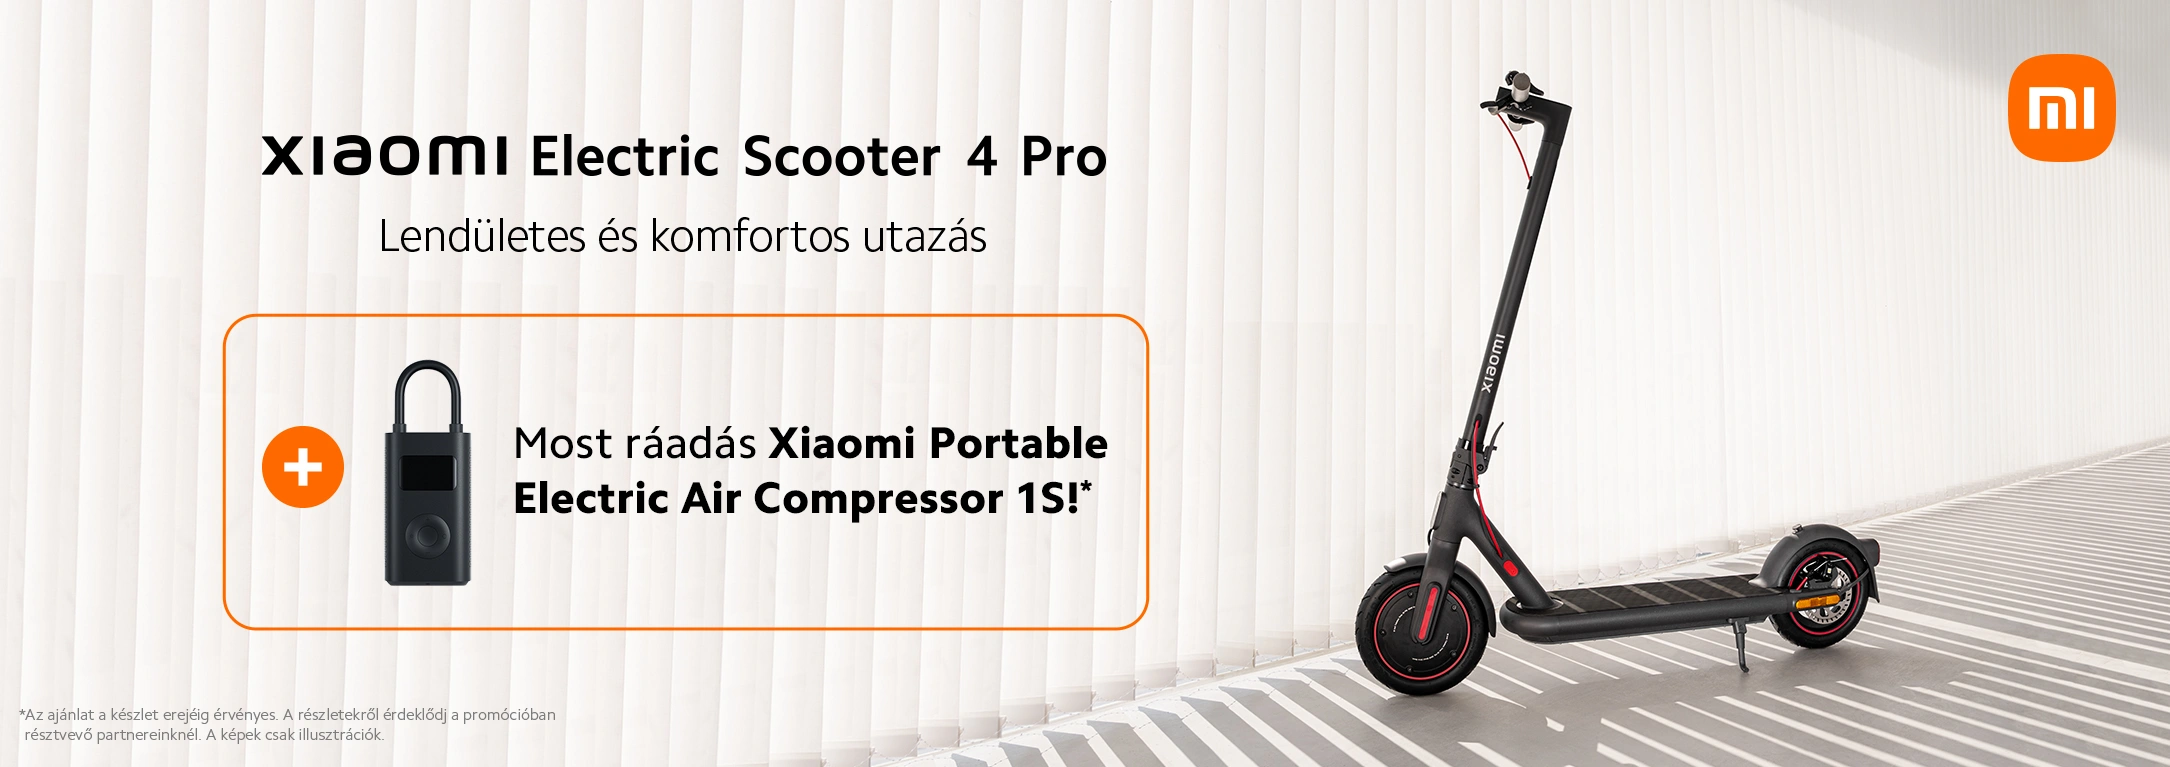 xiaomi Electric Scooter 4 Pro
Lendületes és komfortos utazás
Most ráadás Xiaomi Portable
Electric Air Compressor 1S!*
*Az ajánlat a készlet erejéig érvényes. A részletekről érdeklődj a promócióban
résztvevő partnereinknél. A képek csak illusztrációk.
xiaomi
mi